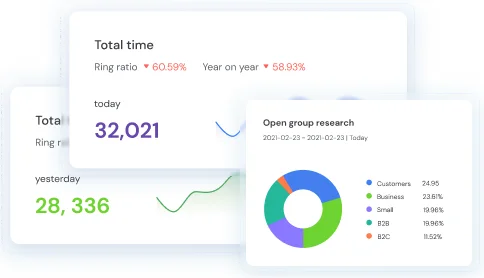 Total time
Ring ratio 60.59% Year on year 58.93%
today
32,021
Total
Ring
yesterday
28, 336
Open group research
2021-02-23 ~ 2021-02-23 | Today
Customers 24.95
Business 23.61%
Small 19.96%
B2B 19.96%
B2C 11.52%